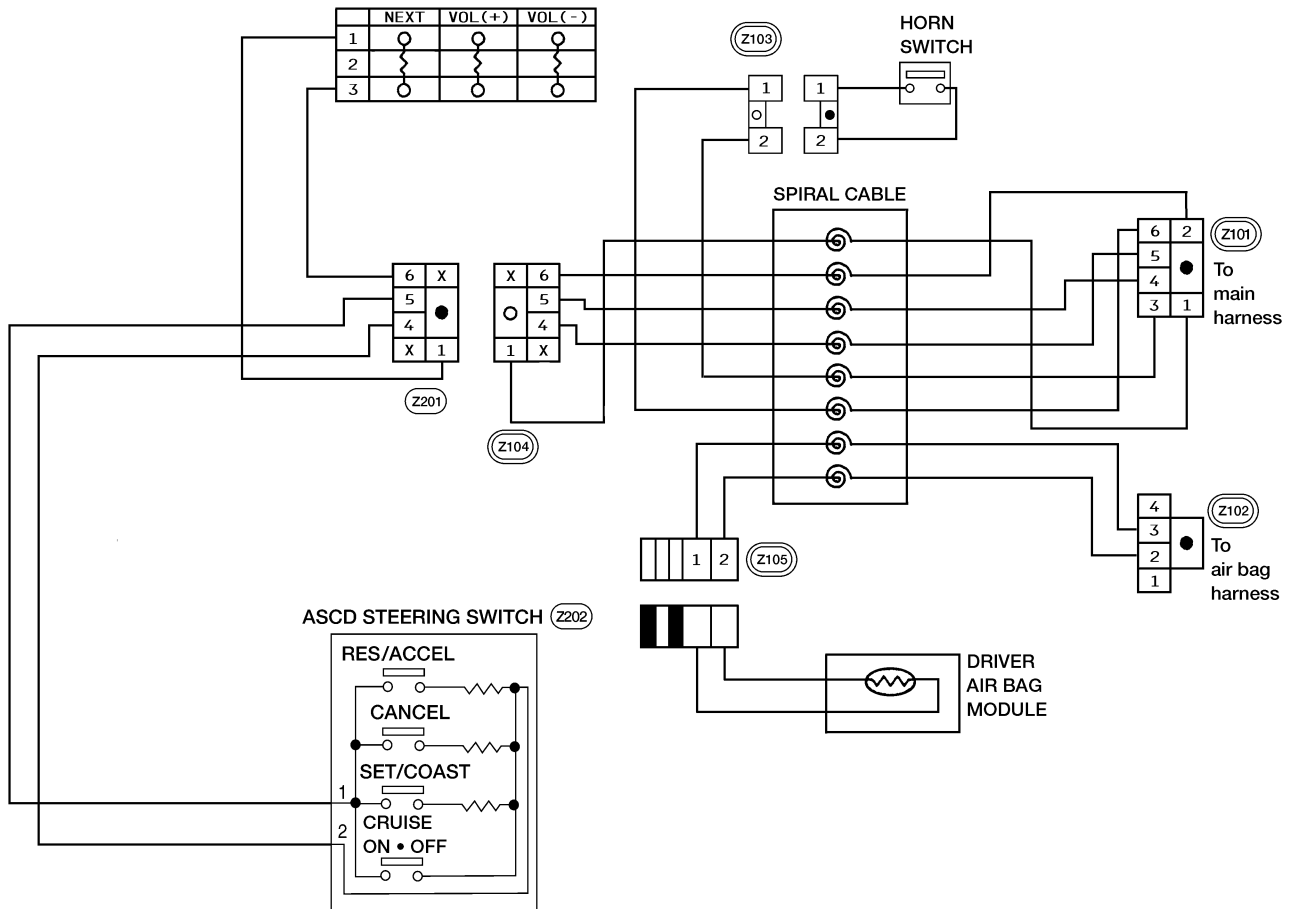 NEXT VOL(+) VOL(-)
1
2
3
Z103
HORN
SWITCH
1
2
1
2
SPIRAL CABLE
6 2
5
4
3 1
Z101
To
main
harness
6 X
5
4
X 1
Z201
X 6
5
4
1 X
Z104
4
3
2
1
Z102
To
air bag
harness
1 2
Z105
ASCD STEERING SWITCH Z202
RES/ACCEL
CANCEL
SET/COAST
1
CRUISE
2
ON • OFF
DRIVER
AIR BAG
MODULE